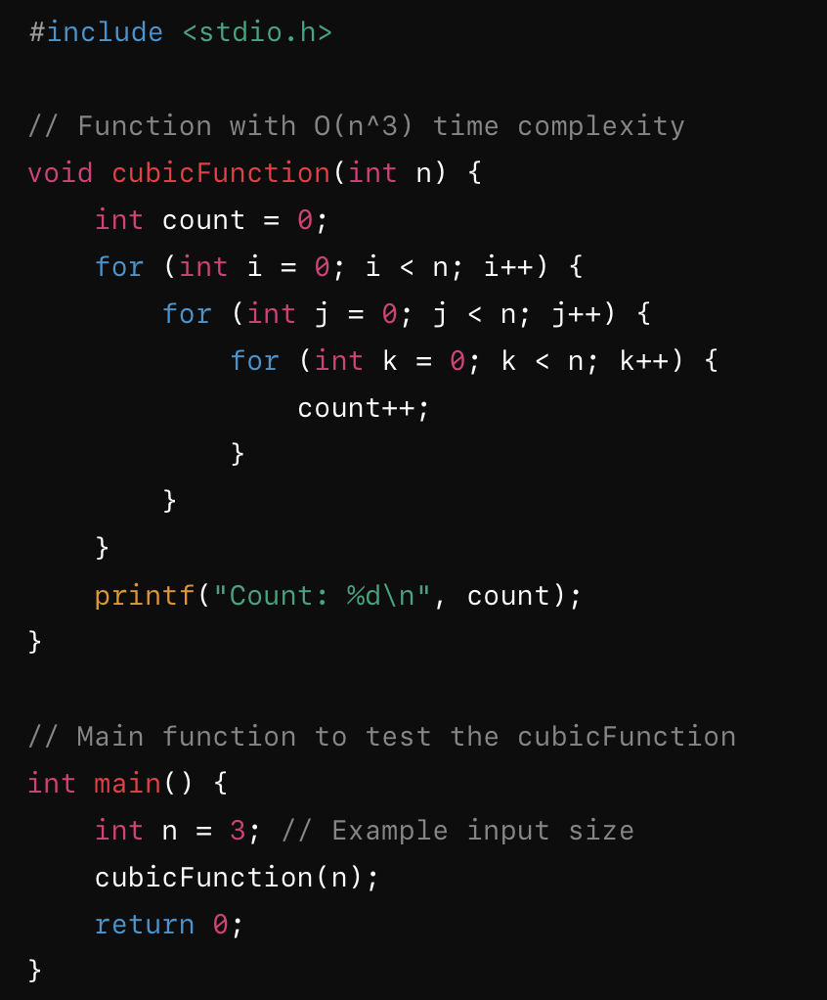 #include <stdio.h>
// Function with O(n^3) time complexity
void cubicFunction(int n) {
    int count = 0;
    for (int i = 0; i < n; i++) {
        for (int j = 0; j < n; j++) {
            for (int k = 0; k < n; k++) {
                count++;
            }
        }
    }
    printf("Count: %d\n", count);
}
// Main function to test the cubicFunction
int main() {
    int n = 3; // Example input size
    cubicFunction(n);
    return 0;
}